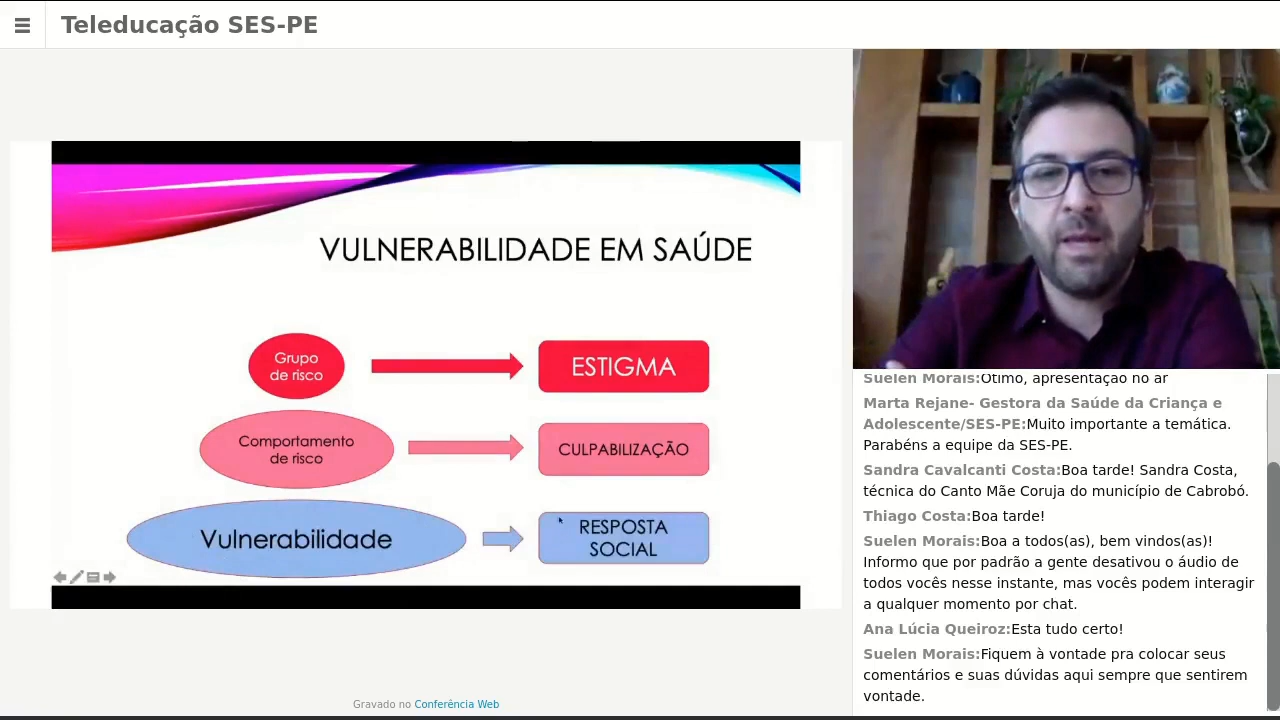 Teleducação SES-PE
VULNERABILIDADE EM SAÚDE
Grupo
de risco
ESTIGMA
Comportamento
de risco
CULPABILIZAÇÃO
Vulnerabilidade
RESPOSTA
SOCIAL
Gravado no Conferência Web
Suelen Morais:Ótimo, apresentação no ar
Marta Rejane- Gestora da Saúde da Criança e
Adolescente/SES-PE:Muito importante a temática.
Parabéns a equipe da SES-PE.
Sandra Cavalcanti Costa:Boa tarde! Sandra Costa,
técnica do Canto Mãe Coruja do município de Cabrobó.
Thiago Costa:Boa tarde!
Suelen Morais:Boa a todos(as), bem vindos(as)!
Informo que por padrão a gente desativou o áudio de
todos vocês nesse instante, mas vocês podem interagir
a qualquer momento por chat.
Ana Lúcia Queiroz:Esta tudo certo!
Suelen Morais:Fiquem à vontade pra colocar seus
comentários e suas dúvidas aqui sempre que sentirem
vontade.